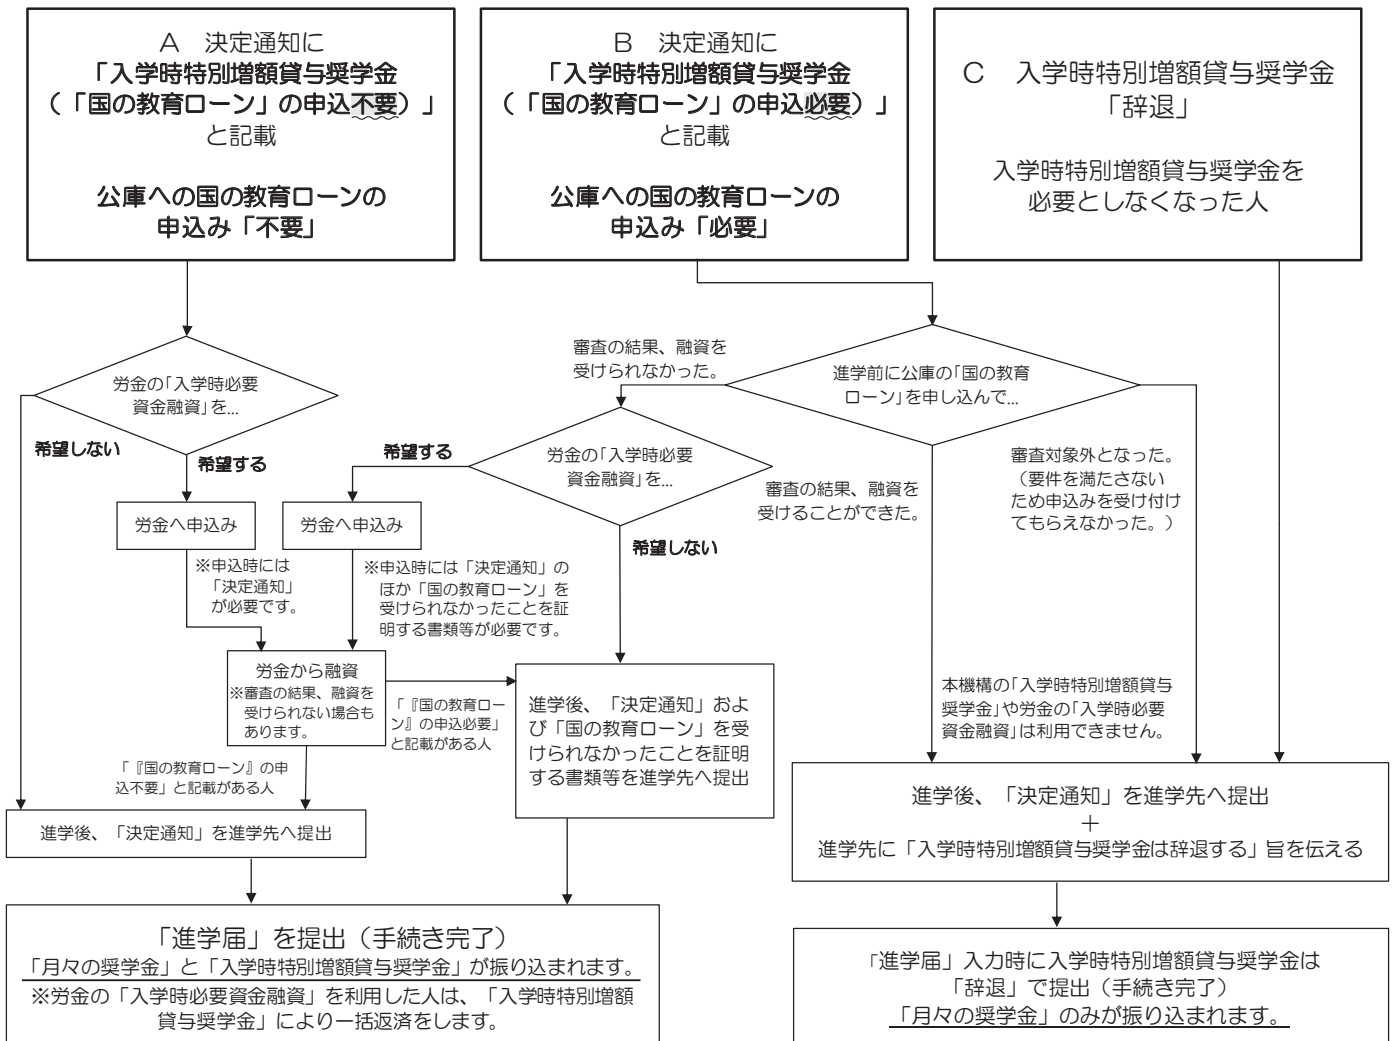 A 決定通知に
「入学時特別増額貸与奨学金
（「国の教育ローン」の申込不要）」
と記載
公庫への国の教育ローンの
申込み「不要」
B 決定通知に
「入学時特別増額貸与奨学金
（「国の教育ローン」の申込必要）」
と記載
公庫への国の教育ローンの
申込み「必要」
C 入学時特別増額貸与奨学金
「辞退」
入学時特別増額貸与奨学金を
必要としなくなった人
労金の「入学時必要
資金融資」を…
希望しない
希望する
労金へ申込み
※申込時には
「決定通知」
が必要です。
審査の結果、融資を
受けられなかった。
進学前に公庫の「国の教育
ローン」を申し込んで…
労金の「入学時必要
資金融資」を…
希望する
希望しない
労金へ申込み
※申込時には「決定通知」の
ほか「国の教育ローン」を
受けられなかったことを証
明する書類等が必要です。
審査の結果、融資を
受けることができた。
審査対象外となった。
（要件を満たさない
ため申込みを受け付け
てもらえなかった。）
労金から融資
※審査の結果、融資を
受けられない場合も
あります。
「『国の教育ロー
ン』の申込必要」
と記載がある人
「『国の教育ローン』の申
込不要」と記載がある人
進学後、「決定通知」およ
び「国の教育ローン」を受
けられなかったことを証明
する書類等を進学先へ提出
本機構の「入学時特別増額貸与
奨学金」や労金の「入学時必要
資金融資」は利用できません。
進学後、「決定通知」を進学先へ提出
進学後、「決定通知」を進学先へ提出
＋
進学先に「入学時特別増額貸与奨学金は辞退する」旨を伝える
「進学届」を提出（手続き完了）
「月々の奨学金」と「入学時特別増額貸与奨学金」が振り込まれます。
※労金の「入学時必要資金融資」を利用した人は、「入学時特別増額
貸与奨学金」により一括返済をします。
「進学届」入力時に入学時特別増額貸与奨学金は
「辞退」で提出（手続き完了）
「月々の奨学金」のみが振り込まれます。